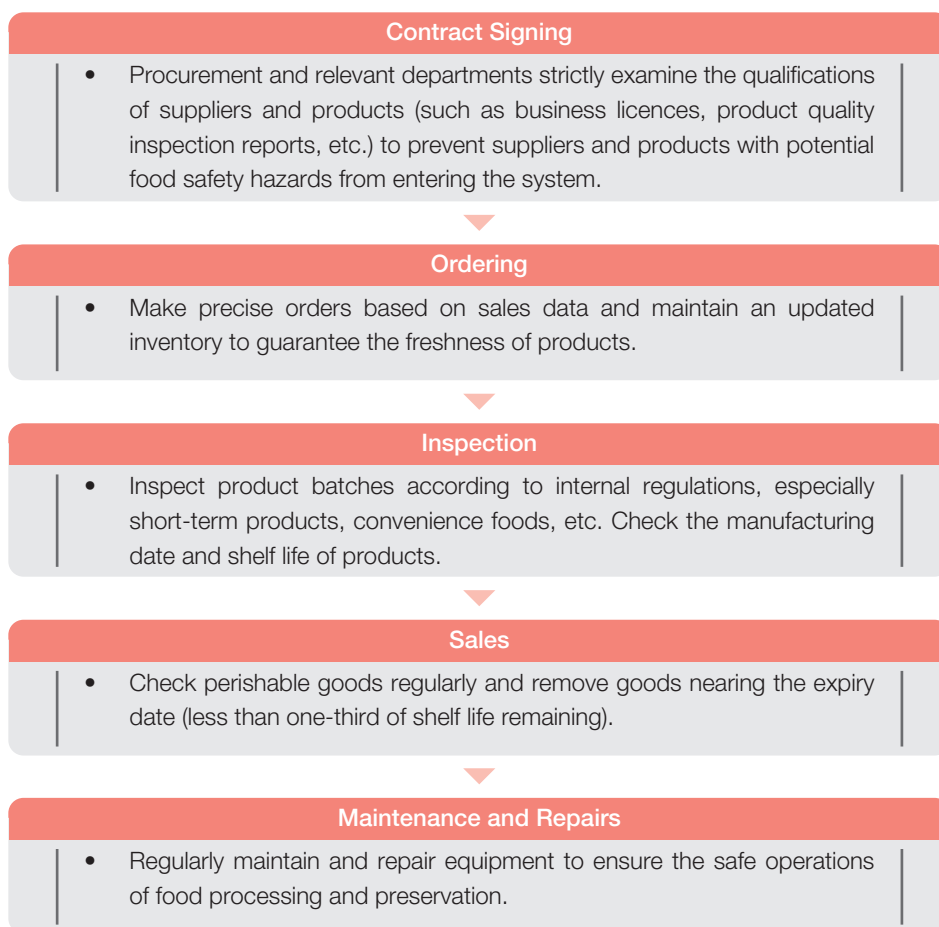 Contract Signing
• Procurement and relevant departments strictly examine the qualifications
of suppliers and products (such as business licences, product quality
inspection reports, etc.) to prevent suppliers and products with potential
food safety hazards from entering the system.
Ordering
• Make precise orders based on sales data and maintain an updated
inventory to guarantee the freshness of products.
Inspection
• Inspect product batches according to internal regulations, especially
short-term products, convenience foods, etc. Check the manufacturing
date and shelf life of products.
Sales
• Check perishable goods regularly and remove goods nearing the expiry
date (less than one-third of shelf life remaining).
Maintenance and Repairs
• Regularly maintain and repair equipment to ensure the safe operations
of food processing and preservation.